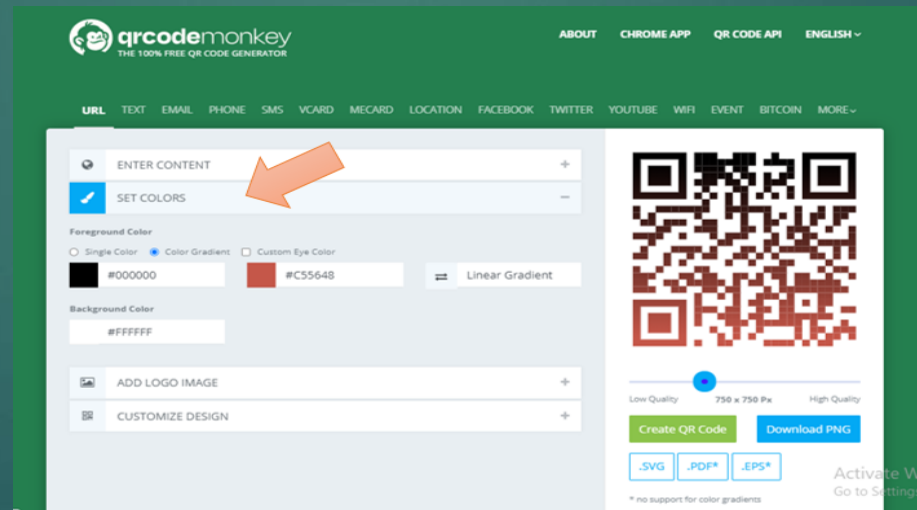 qrcodemonkey
THE 100% FREE QR CODE GENERATOR
ABOUT CHROME APP QR CODE API ENGLISH
URL TEXT EMAIL PHONE SMS VCARD MECARD LOCATION FACEBOOK TWITTER YOUTUBE WIFI EVENT BITCOIN MORE
ENTER CONTENT +
SET COLORS −
Foreground Color
Single Color Color Gradient Custom Eye Color
#000000 #C55648 Linear Gradient
Background Color
#FFFFFF
ADD LOGO IMAGE +
CUSTOMIZE DESIGN +
Low Quality 750 x 750 Px High Quality
Create QR Code Download PNG
.SVG .PDF* .EPS*
* no support for color gradients
Activate W
Go to Settings